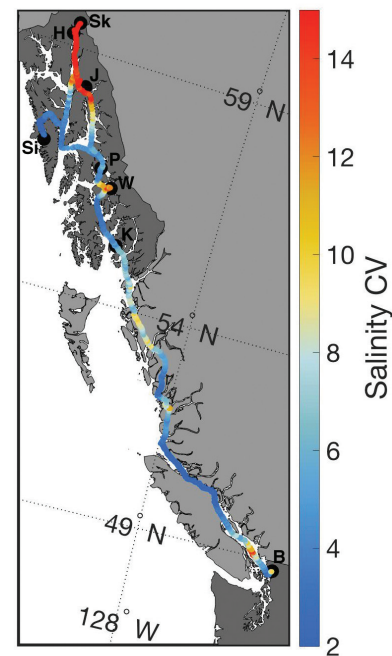 Sk
H
J
Si
P
W
K
B
59 ° N
54 ° N
49 ° N
128 ° W
14
12
10
8
6
4
2
Salinity CV